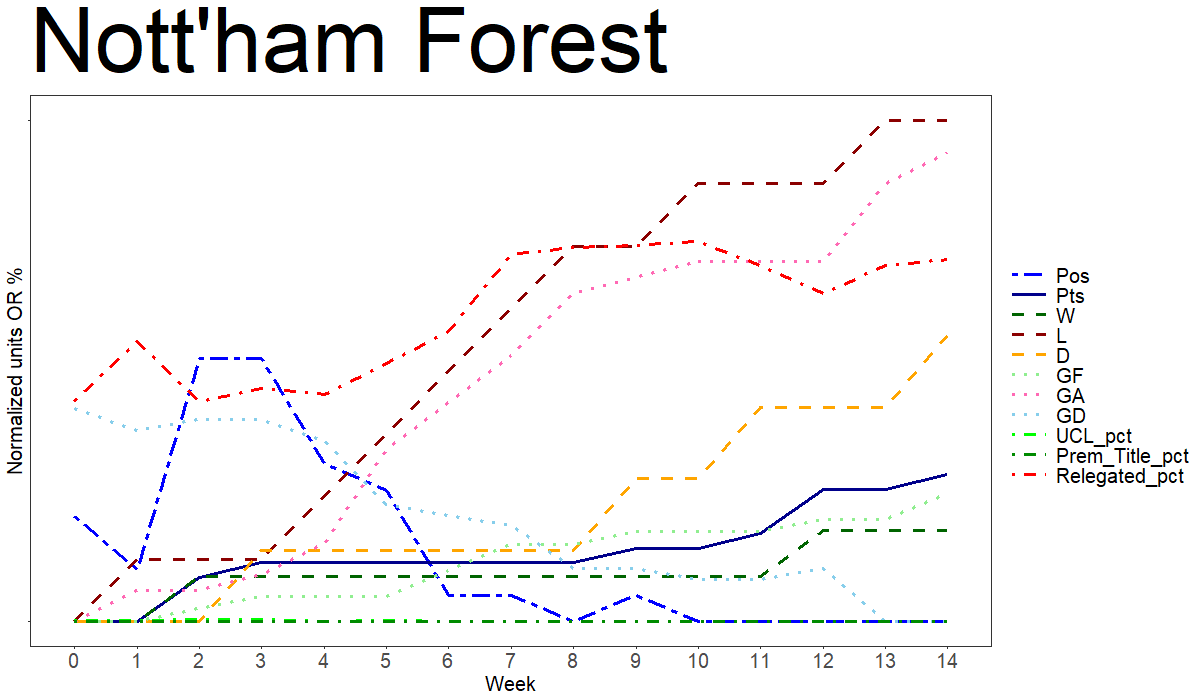 Nott'ham Forest
Normalized units OR %
Pos
Pts
W
L
D
GF
GA
GD
UCL_pct
Prem_Title_pct
Relegated_pct
0 1 2 3 4 5 6 7 8 9 10 11 12 13 14
Week